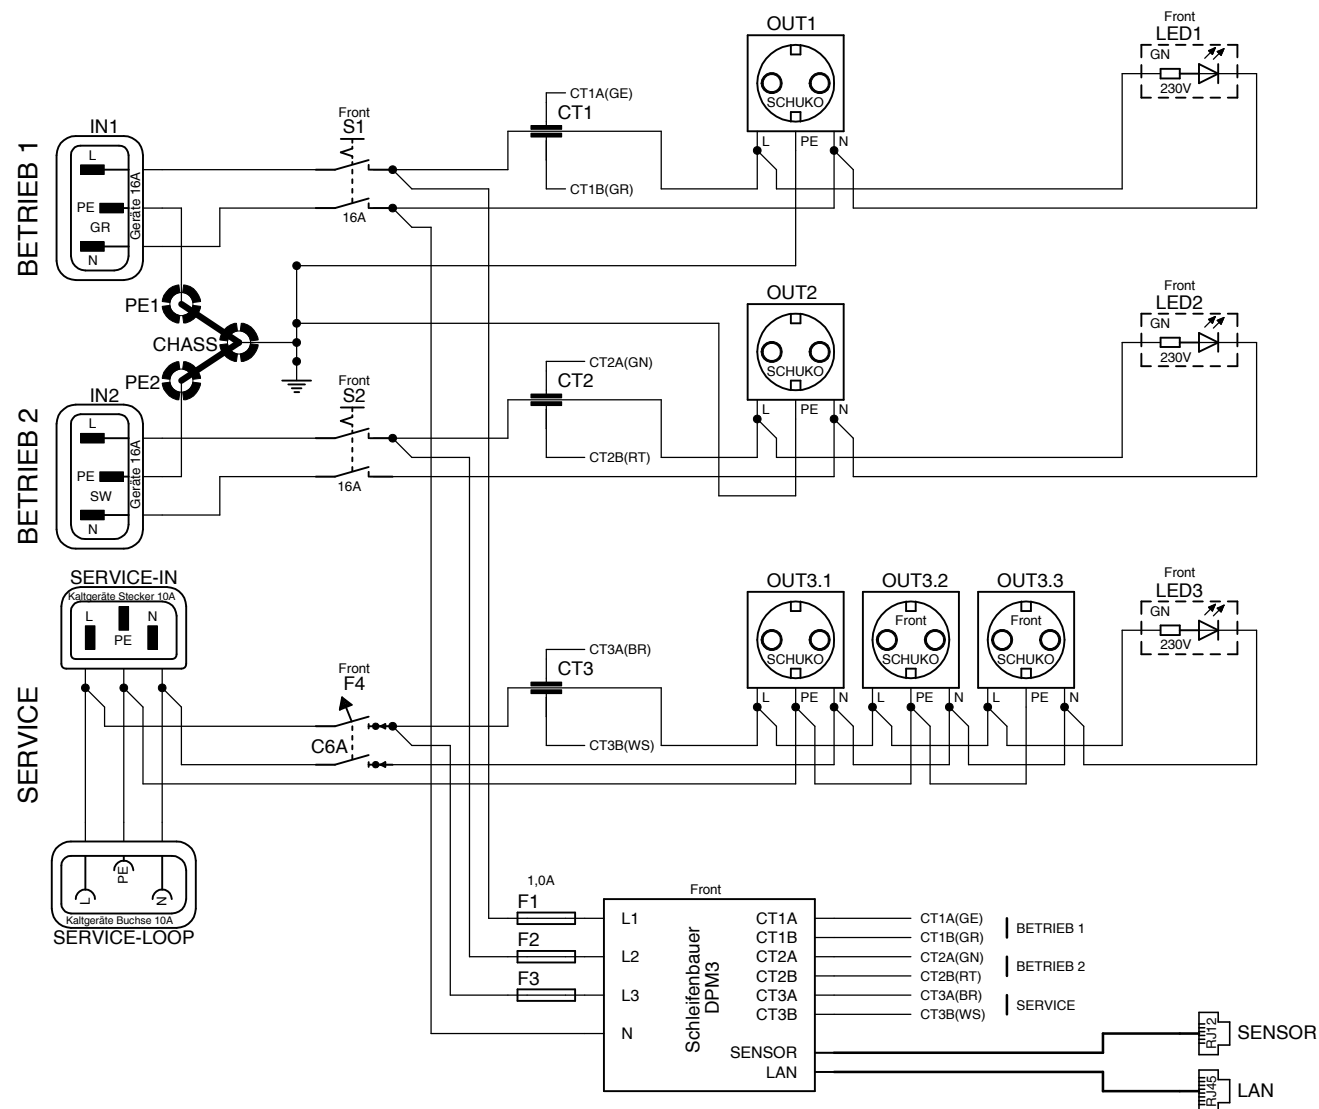 BETRIEB 1
IN1
L
PE
GR
N
Geräte 16A
Front
S1
16A
CT1A(GE)
CT1
CT1B(GR)
OUT1
SCHUKO
L
PE
N
Front
LED1
GN
230V
PE1
CHASS
PE2
BETRIEB 2
IN2
L
PE
SW
N
Geräte 16A
Front
S2
16A
CT2A(GN)
CT2
CT2B(RT)
OUT2
SCHUKO
L
PE
N
Front
LED2
GN
230V
SERVICE
SERVICE-IN
Kaltgeräte Stecker 10A
L
N
PE
Front
F4
C6A
CT3A(BR)
CT3
CT3B(WS)
OUT3.1
SCHUKO
L
PE
N
OUT3.2
Front
SCHUKO
L
PE
N
OUT3.3
Front
SCHUKO
L
PE
N
Front
LED3
GN
230V
L
PE
N
Kaltgeräte Buchse 10A
SERVICE-LOOP
1,0A
F1
F2
F3
Front
L1
L2
L3
N
Schleifenbauer
DPM3
CT1A
CT1B
CT2A
CT2B
CT3A
CT3B
SENSOR
LAN
CT1A(GE)
CT1B(GR)
BETRIEB 1
CT2A(GN)
CT2B(RT)
BETRIEB 2
CT3A(BR)
CT3B(WS)
SERVICE
RJ12
SENSOR
RJ45
LAN